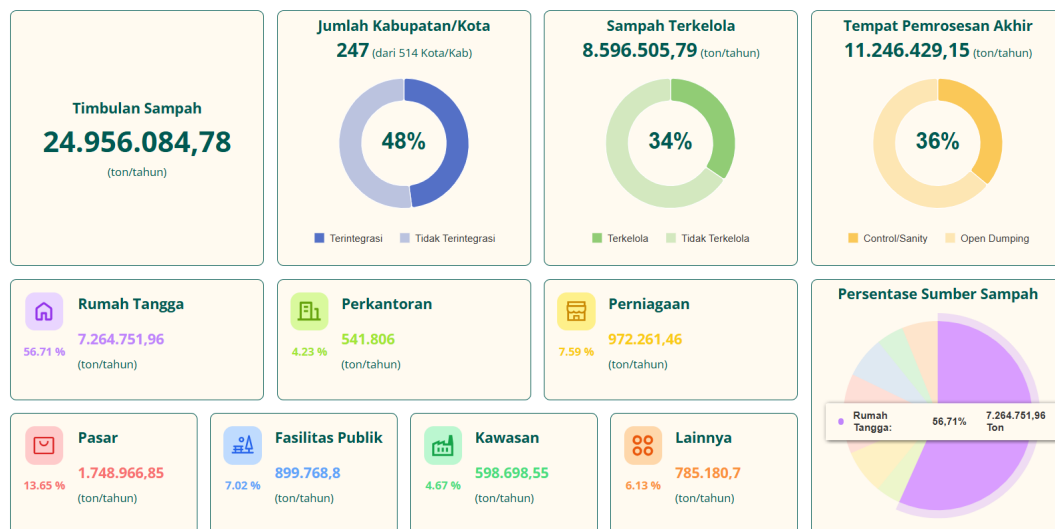 Timbulan Sampah
24.956.084,78
(ton/tahun)
Jumlah Kabupaten/Kota
247 (dari 514 Kota/Kab)
48%
Terintegrasi
Tidak Terintegrasi
Sampah Terkelola
8.596.505,79 (ton/tahun)
34%
Terkelola
Tidak Terkelola
Tempat Pemrosesan Akhir
11.246.429,15 (ton/tahun)
36%
Control/Sanity
Open Dumping
Rumah Tangga
7.264.751,96
56.71 %
(ton/tahun)
Perkantoran
541.806
4.23 %
(ton/tahun)
Perniagaan
972.261,46
7.59 %
(ton/tahun)
Persentase Sumber Sampah
Rumah Tangga:
56,71%
7.264.751,96 Ton
Pasar
1.748.966,85
13.65 %
(ton/tahun)
Fasilitas Publik
899.768,8
7.02 %
(ton/tahun)
Kawasan
598.698,55
4.67 %
(ton/tahun)
Lainnya
785.180,7
6.13 %
(ton/tahun)